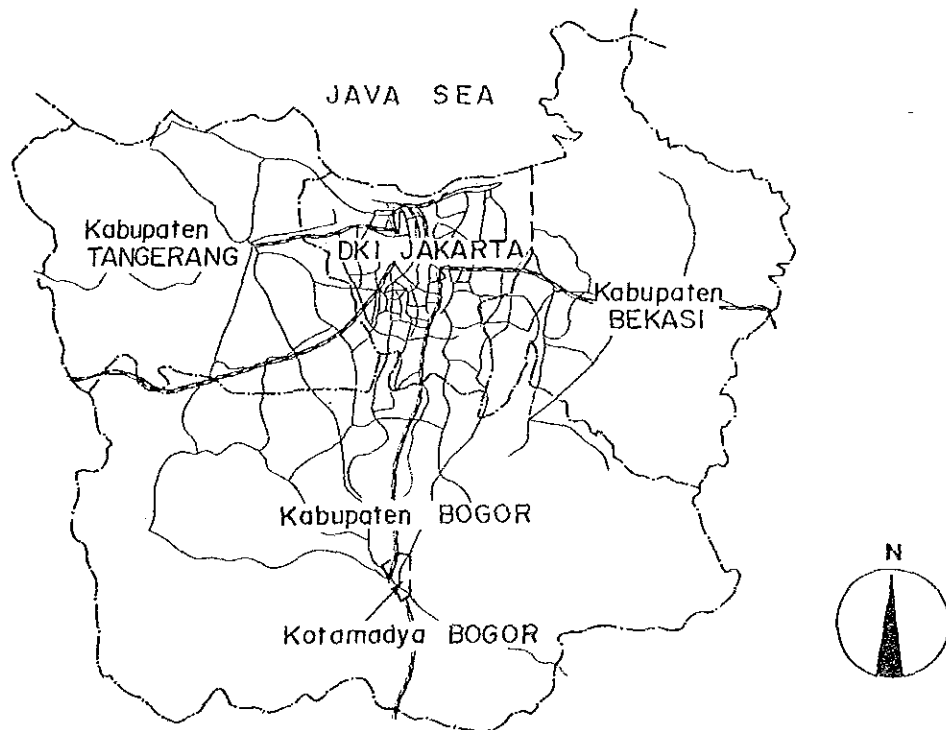 JAVA SEA
Kabupaten
TANGERANG
DKI JAKARTA
Kabupaten
BEKASI
Kabupaten BOGOR
N
Kotamadya BOGOR